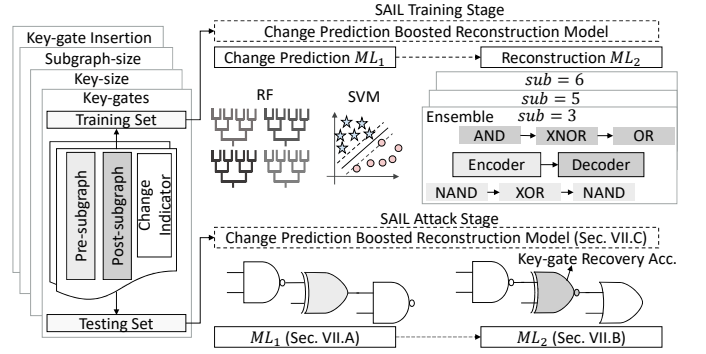 Key-gate Insertion
Subgraph-size
Key-size
Key-gates
Training Set
Pre-subgraph
Post-subgraph
Change
Indicator
Testing Set
SAIL Training Stage
Change Prediction Boosted Reconstruction Model
Change Prediction ML₁
Reconstruction ML₂
RF
SVM
sub = 6
sub = 5
Ensemble sub = 3
AND XNOR OR
Encoder Decoder
NAND XOR NAND
SAIL Attack Stage
Change Prediction Boosted Reconstruction Model (Sec. VII.C)
Key-gate Recovery Acc.
ML₁ (Sec. VII.A)
ML₂ (Sec. VII.B)